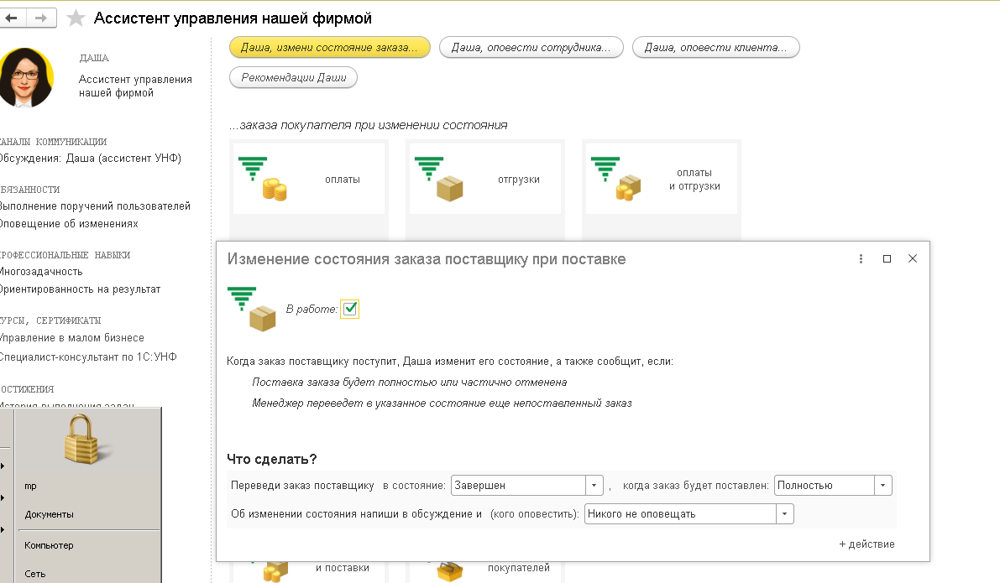 Ассистент управления нашей фирмой
ДАША
Ассистент управления
нашей фирмой
КАНАЛЫ КОММУНИКАЦИИ
Обсуждения: Даша (ассистент УНФ)
ОБЯЗАННОСТИ
Выполнение поручений пользователей
Оповещение об изменениях
ПРОФЕССИОНАЛЬНЫЕ НАВЫКИ
Многозадачность
Ориентированность на результат
КУРСЫ, СЕРТИФИКАТЫ
Управление в малом бизнесе
Специалист-консультант по 1С:УНФ
ДОСТИЖЕНИЯ
История выполнения задач
Даша, измени состояние заказа...
Даша, оповести сотрудника...
Даша, оповести клиента...
Рекомендации Даши
...заказа покупателя при изменении состояния
оплаты
отгрузки
оплаты
и отгрузки
Изменение состояния заказа поставщику при поставке
В работе:
Когда заказ поставщику поступит, Даша изменит его состояние, а также сообщит, если:
Поставка заказа будет полностью или частично отменена
Менеджер переведет в указанное состояние еще непоставленный заказ
Что сделать?
Переведи заказ поставщику в состояние: Завершен , когда заказ будет поставлен: Полностью
Об изменении состояния напиши в обсуждение и (кого оповестить): Никого не оповещать
+ действие
и поставки
покупателей
mp
Документы
Компьютер
Сеть